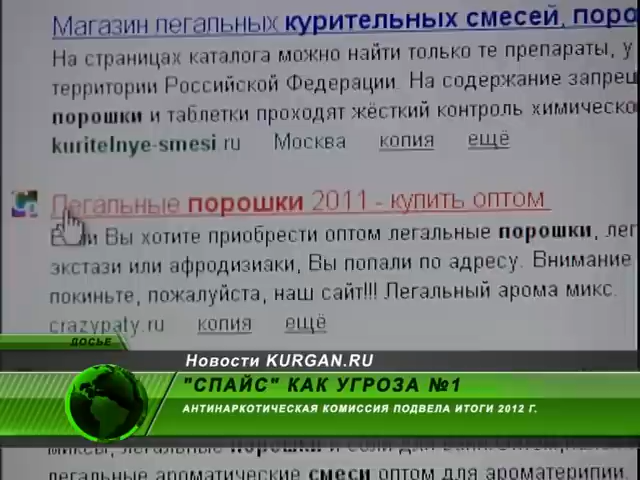 Магазин легальных курительных смесей, поро
На страницах каталога можно найти только те препараты, у
территории Российской Федерации. На содержание запрещ
порошки и таблетки проходят жёсткий контроль химическо
kuritelnye-smesi.ru Москва копия ещё
Легальные порошки 2011 - купить оптом
Если Вы хотите приобрести оптом легальные порошки, лег
экстази или афродизиаки, Вы попали по адресу. Внимание
покиньте, пожалуйста, наш сайт!!! Легальный арома микс.
crazypaty.ru копия ещё
ДОСЬЕ
Новости KURGAN.RU
"СПАЙС" КАК УГРОЗА №1
АНТИНАРКОТИЧЕСКАЯ КОМИССИЯ ПОДВЕЛА ИТОГИ 2012 Г.
легальные ароматические смеси оптом для ароматерапии.